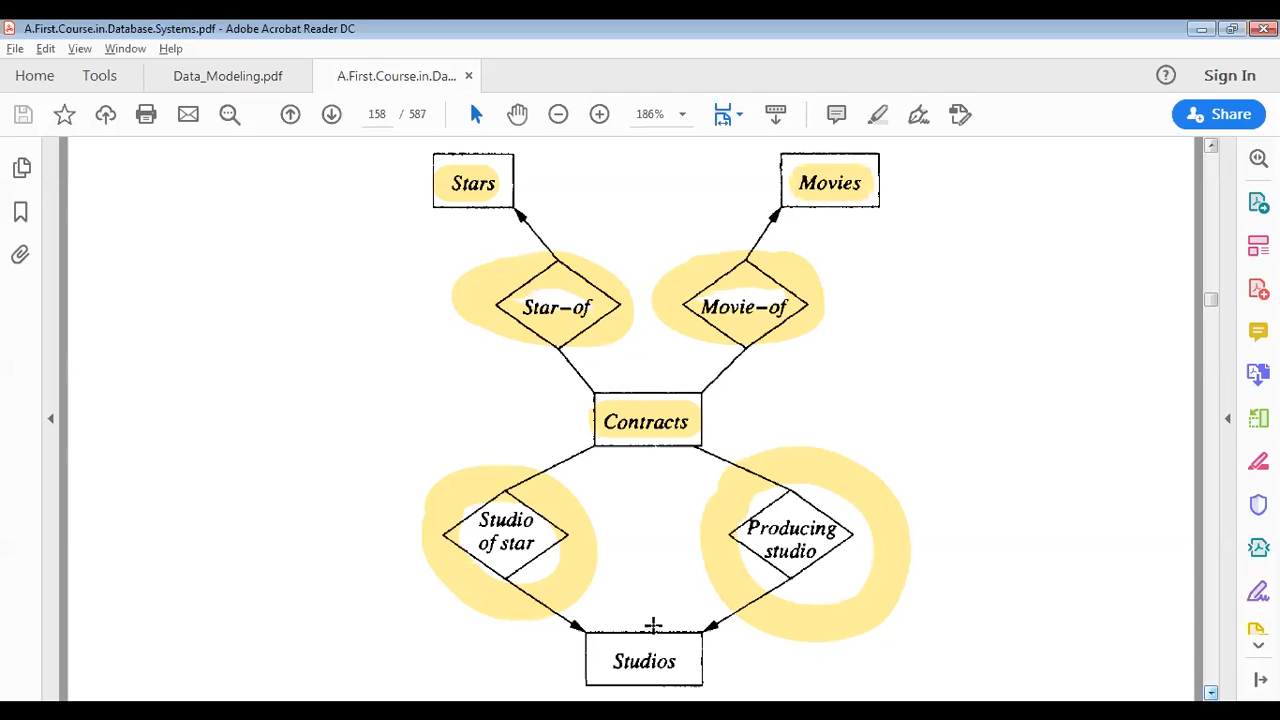 A.First.Course.in.Database.Systems.pdf - Adobe Acrobat Reader DC
File Edit View Window Help
Home Tools Data_Modeling.pdf A.First.Course.in.Da... ×
158 / 587 186% Share
? Sign In
Stars Movies
Star-of Movie-of
Contracts
Studio
of star
Producing
studio
Studios